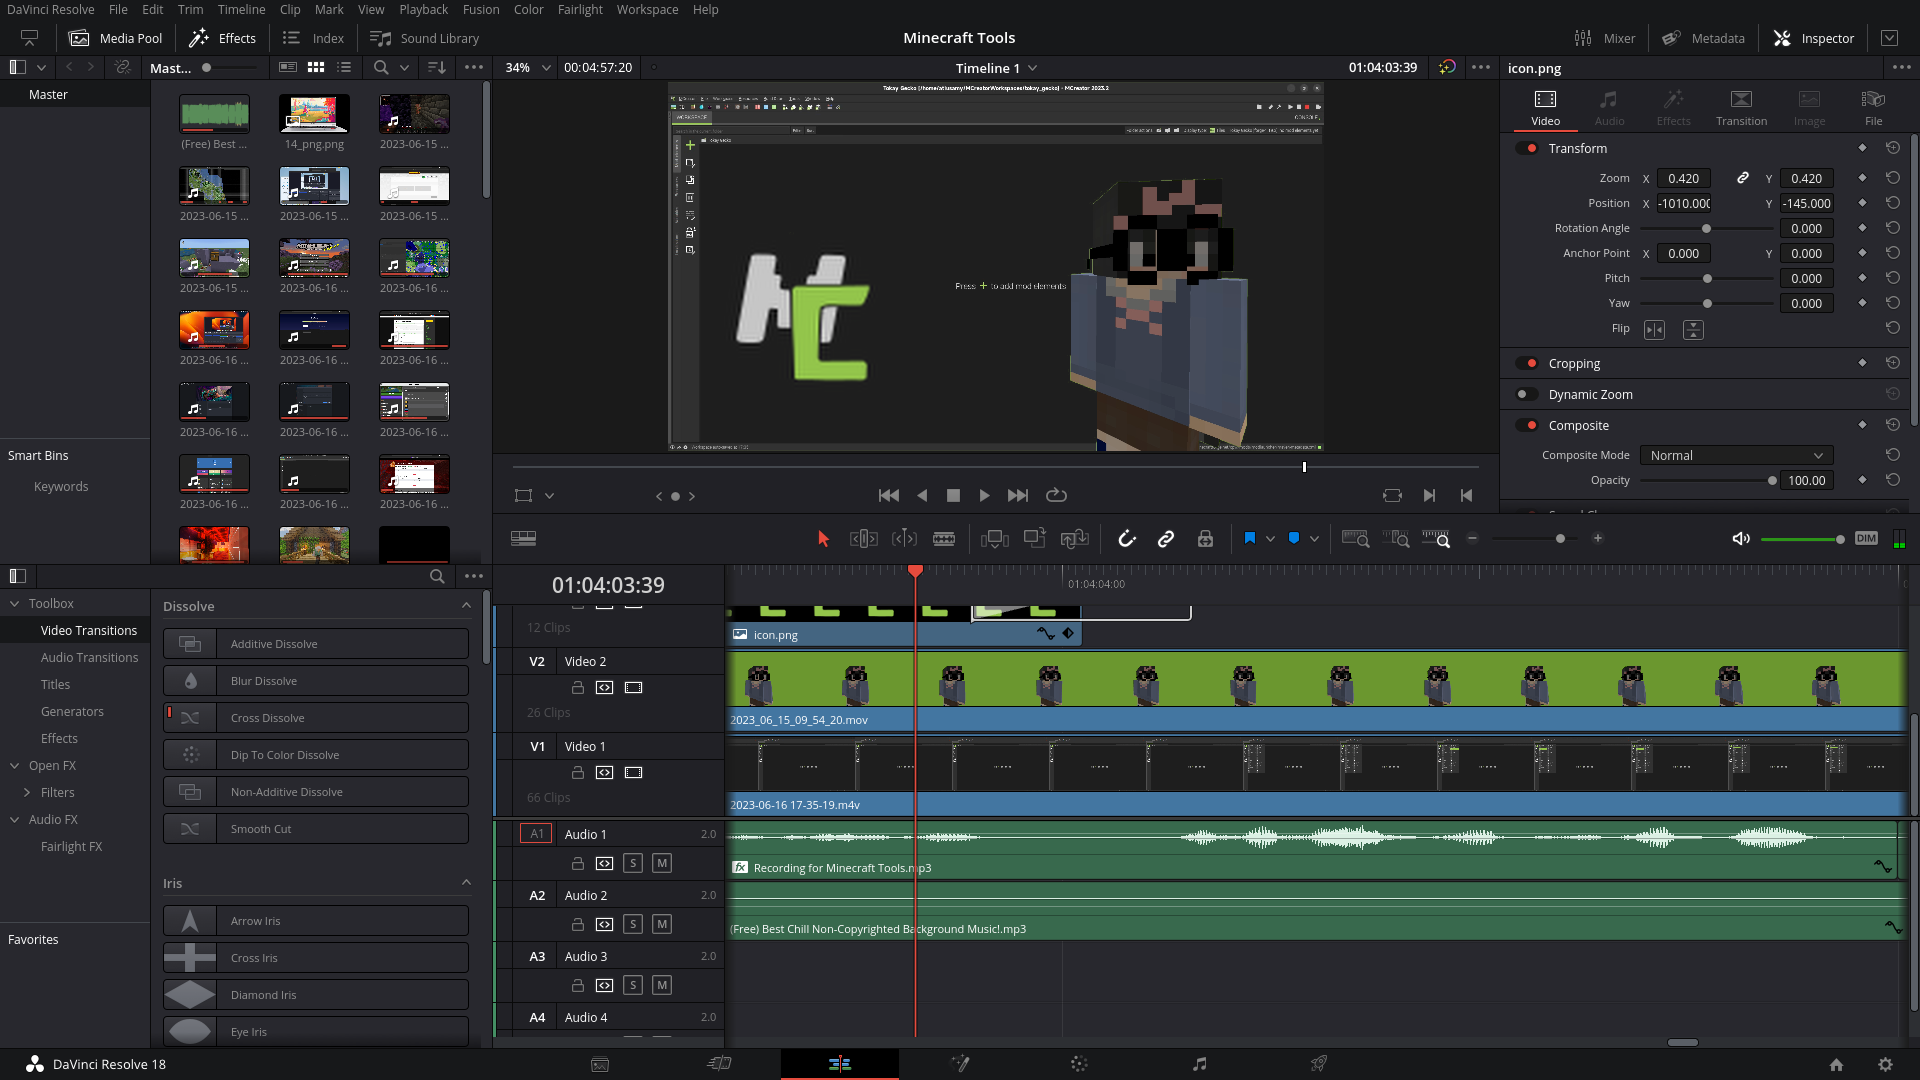 DaVinci Resolve File Edit Trim Timeline Clip Mark View Playback Fusion Color Fairlight Workspace Help
Media Pool Effects Index Sound Library Minecraft Tools Mixer Metadata Inspector
Mast... 34% 00:04:57:20 Timeline 1 01:04:03:39 icon.png
Master
(Free) Best ... 14_png.png 2023-06-15 ...
2023-06-15 ... 2023-06-15 ... 2023-06-15 ...
2023-06-15 ... 2023-06-16 ... 2023-06-16 ...
2023-06-16 ... 2023-06-16 ... 2023-06-16 ...
2023-06-16 ... 2023-06-16 ... 2023-06-16 ...
2023-06-16 ... 2023-06-16 ... 2023-06-16 ...
Smart Bins
Keywords
Tokay Gecko [/home/atiusamy/MCreatorWorkspaces/tokay_gecko] - MCreator 2023.2
WORKSPACE
CONSOLE
Press + to add mod elements
Video Audio Effects Transition Image File
Transform
Zoom X 0.420 Y 0.420
Position X -1010.000 Y -145.000
Rotation Angle 0.000
Anchor Point X 0.000 Y 0.000
Pitch 0.000
Yaw 0.000
Flip
Cropping
Dynamic Zoom
Composite
Composite Mode Normal
Opacity 100.00
DIM
Toolbox
Video Transitions
Audio Transitions
Titles
Generators
Effects
Open FX
Filters
Audio FX
Fairlight FX
Favorites
Dissolve
Additive Dissolve
Blur Dissolve
Cross Dissolve
Dip To Color Dissolve
Non-Additive Dissolve
Smooth Cut
Iris
Arrow Iris
Cross Iris
Diamond Iris
Eye Iris
01:04:03:39
01:04:04:00
12 Clips
icon.png
V2 Video 2
26 Clips
2023_06_15_09_54_20.mov
V1 Video 1
66 Clips
2023-06-16 17-35-19.m4v
A1 Audio 1 2.0
S M
fx Recording for Minecraft Tools.mp3
A2 Audio 2 2.0
S M
(Free) Best Chill Non-Copyrighted Background Music!.mp3
A3 Audio 3 2.0
S M
A4 Audio 4 2.0
DaVinci Resolve 18